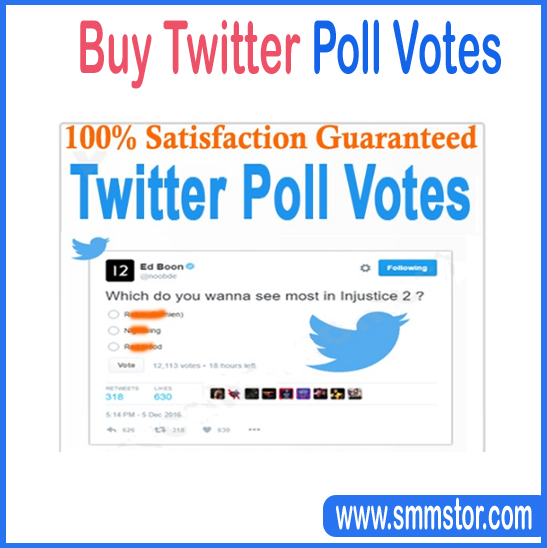 Buy Twitter Poll Votes
100% Satisfaction Guaranteed
Twitter Poll Votes
12 Ed Boon
@noobde
Following
Which do you wanna see most in Injustice 2 ?
Vote 12,113 votes • 18 hours left
RETWEETS LIKES
318 630
5:14 PM - 5 Dec 2016
626 318 630
www.smmstor.com